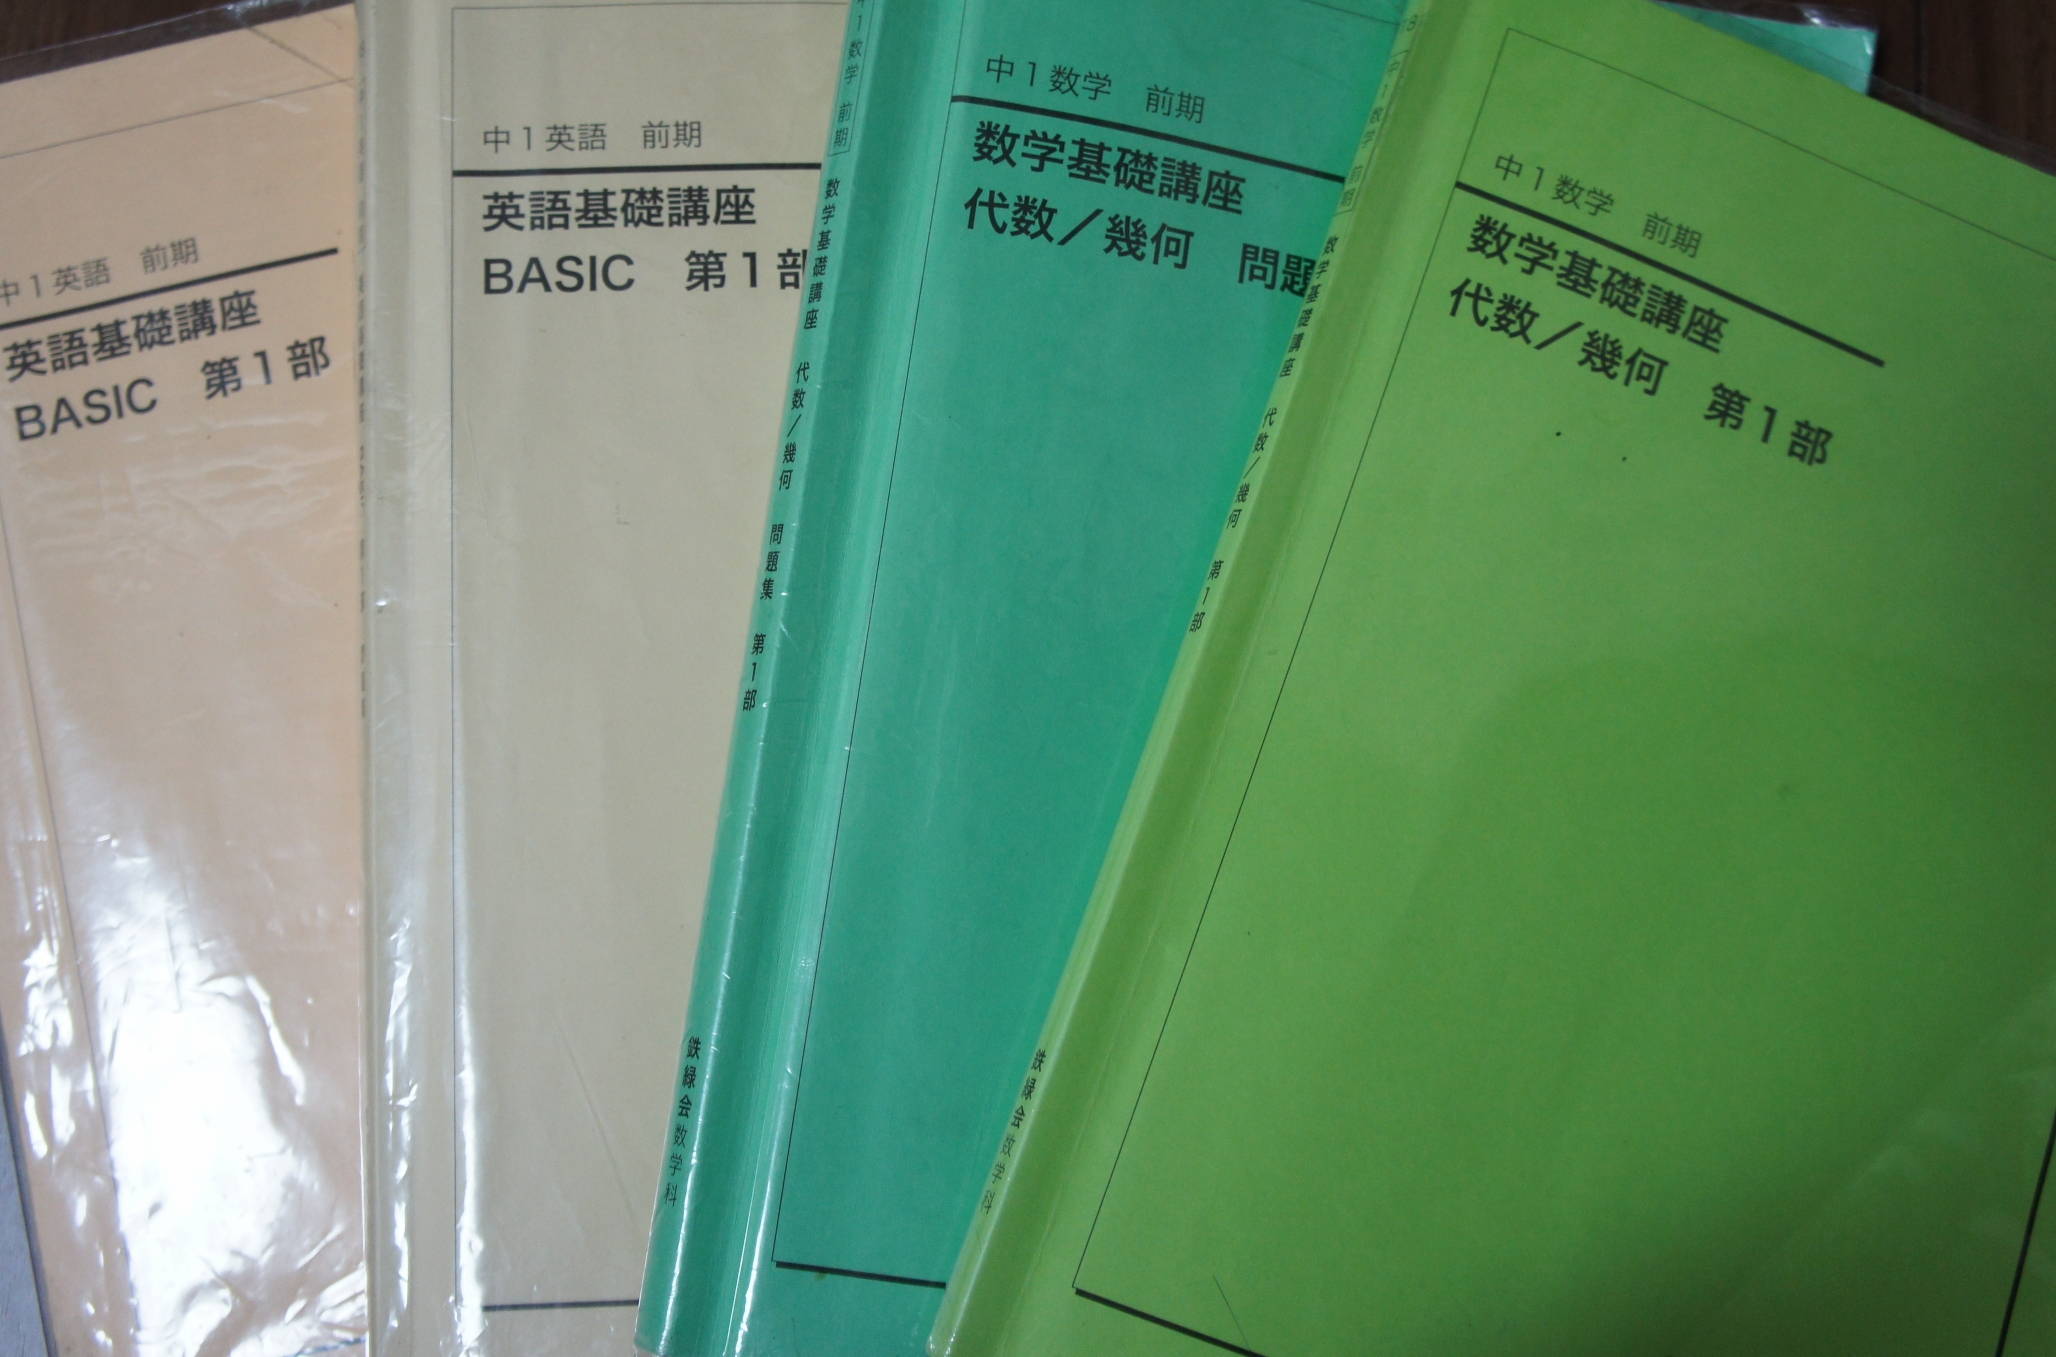 中1英語 前期
英語基礎講座
BASIC 第1部
中1英語 前期
英語基礎講座
BASIC 第1部
中1数学 前期
数学基礎講座
代数／幾何 問題
中1数学 前期 数学基礎講座 代数／幾何 問題集 第1部
鉄緑会数学科
中1数学 前期
数学基礎講座
代数／幾何 第1部
中1数学 前期 数学基礎講座 代数／幾何 第1部
鉄緑会数学科